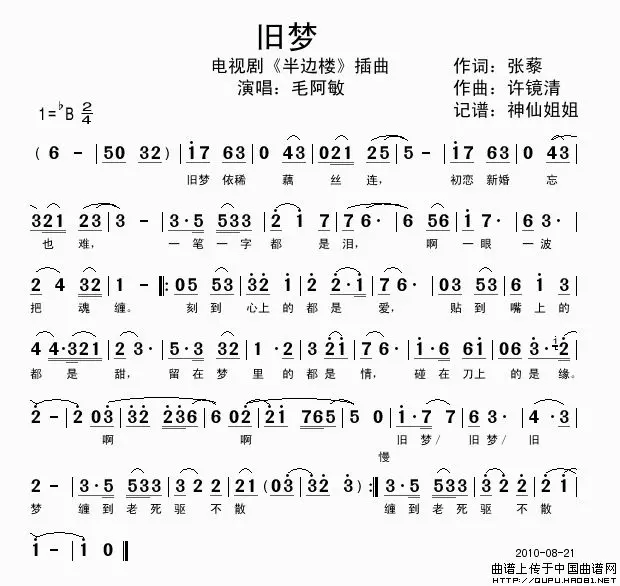 旧梦
电视剧《半边楼》插曲 作词：张藜
演唱：毛阿敏 作曲：许镜清
1=♭B 2/4 记谱：神仙姐姐
( 6 - | 50 32 ) | i7 63 | 0 43 | 021 25 | 5 - | i7 63 | 0 43 |
旧梦 依稀 藕 丝 连， 初恋 新婚 忘
321 23 | 3 - | 3·5 533 | 2 i 7 | 76· | 6 56 | i 7· | 6 3· |
也 难， 一笔 一字 都 是 泪， 啊 一 眼 一 波
2 4 32 | 1 - |: 05 53 | 32 i | 2 2·i | 76· | 03 53 | 6i 3 |
把 魂 缠。 刻到 心上 的 都 是 爱， 贴到 嘴上 的
4 4·321 | 2 3· | 5·3 32 | 1·2 | 3 2i | 76· | i·6 6i | 06 3·2 |
都 是 甜， 留在 梦 里 的 都是 情， 碰在 刀上 的是 缘。
2 - | 2 03 | 32 236 | 6 02 | 2i 765 | 5 0 | i·7 7 | 63· | 4·3 |
啊 啊 旧 梦/ 旧 梦/ 旧
慢
2 - | 3·5 533 | 3 2 2 | 2i ( 03 | 32 3· ) :| 3·5 533 | 3 2 2 2 |
梦 缠到 老死 驱 不 散 缠到 老死 驱 不 散
i - | i 0 ‖
2010-08-21
曲谱上传于中国曲谱网
http://QUPU.HAO81.NET